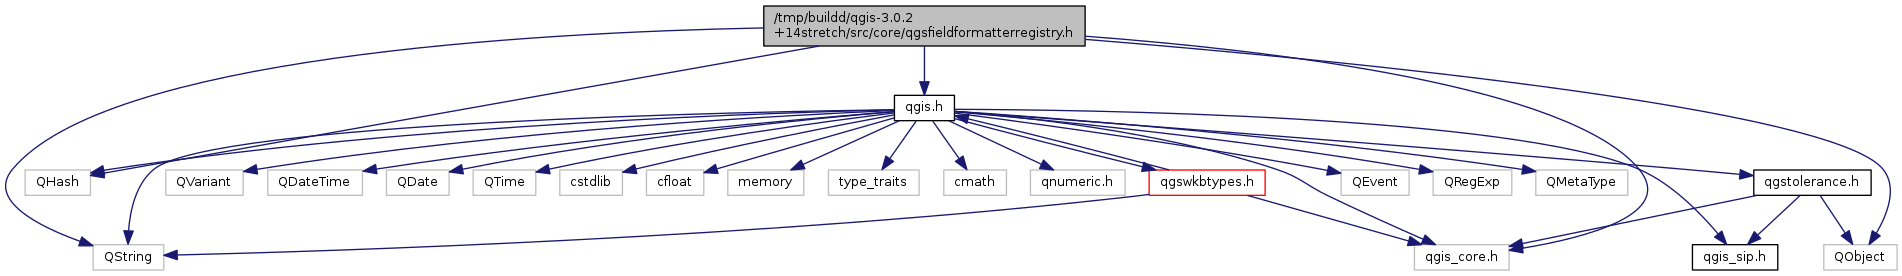 /tmp/buildd/qgis-3.0.2
+14stretch/src/core/qgsfieldformatterregistry.h
qgis.h
QHash
QVariant
QDateTime
QDate
QTime
cstdlib
cfloat
memory
type_traits
cmath
qnumeric.h
qgswkbtypes.h
QEvent
QRegExp
QMetaType
qgstolerance.h
QString
qgis_core.h
qgis_sip.h
QObject